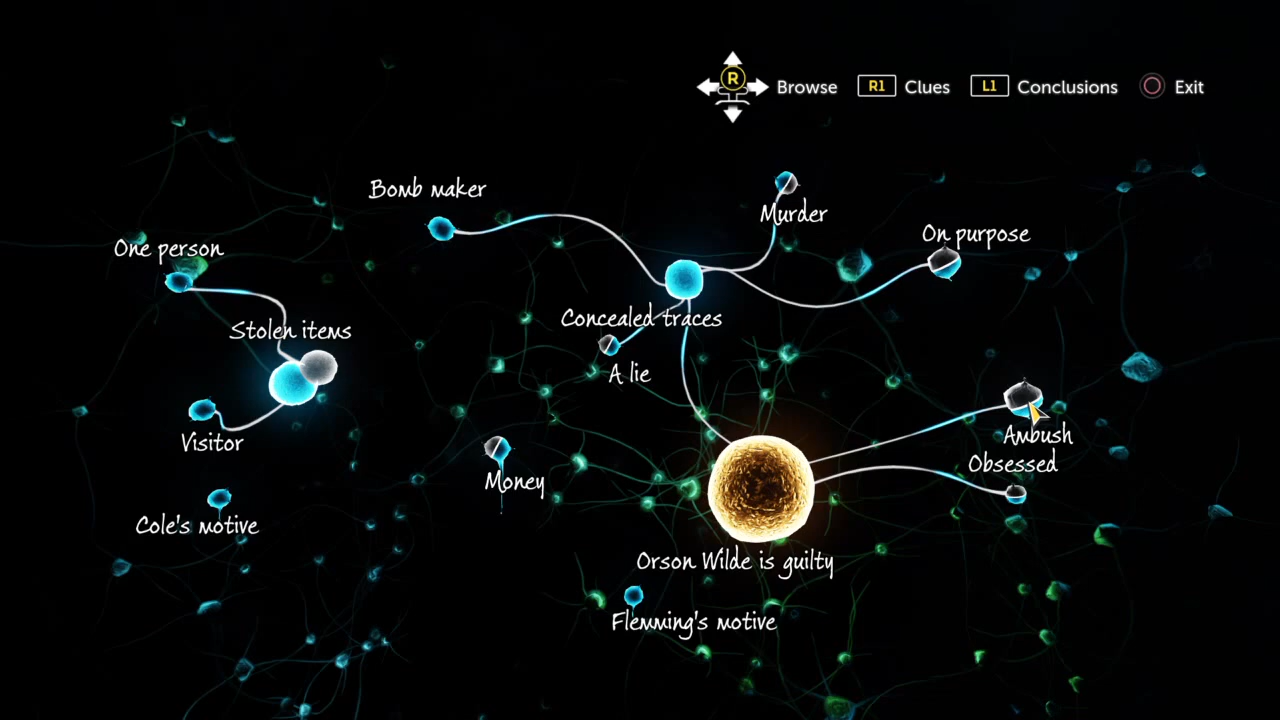 R Browse R1 Clues L1 Conclusions Exit
Bomb maker
Murder
One person
On purpose
Stolen items
Concealed traces
A lie
Visitor
Ambush
Obsessed
Money
Cole's motive
Orson Wilde is guilty
Flemming's motive